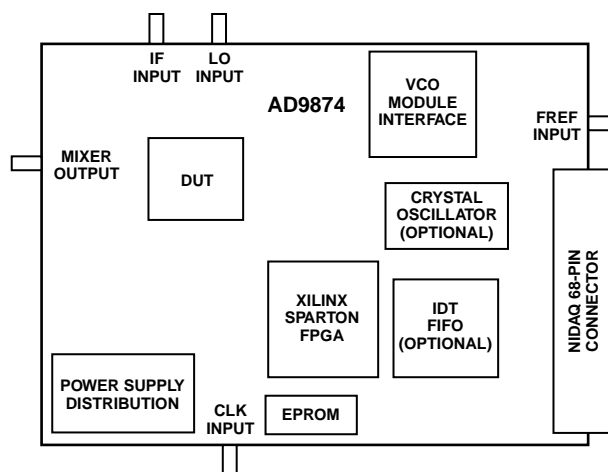 IF
INPUT
LO
INPUT
AD9874
VCO
MODULE
INTERFACE
FREF
INPUT
MIXER
OUTPUT
DUT
CRYSTAL
OSCILLATOR
(OPTIONAL)
NIDAQ 68-PIN
CONNECTOR
XILINX
SPARTON
FPGA
IDT
FIFO
(OPTIONAL)
POWER SUPPLY
DISTRIBUTION
CLK
INPUT
EPROM